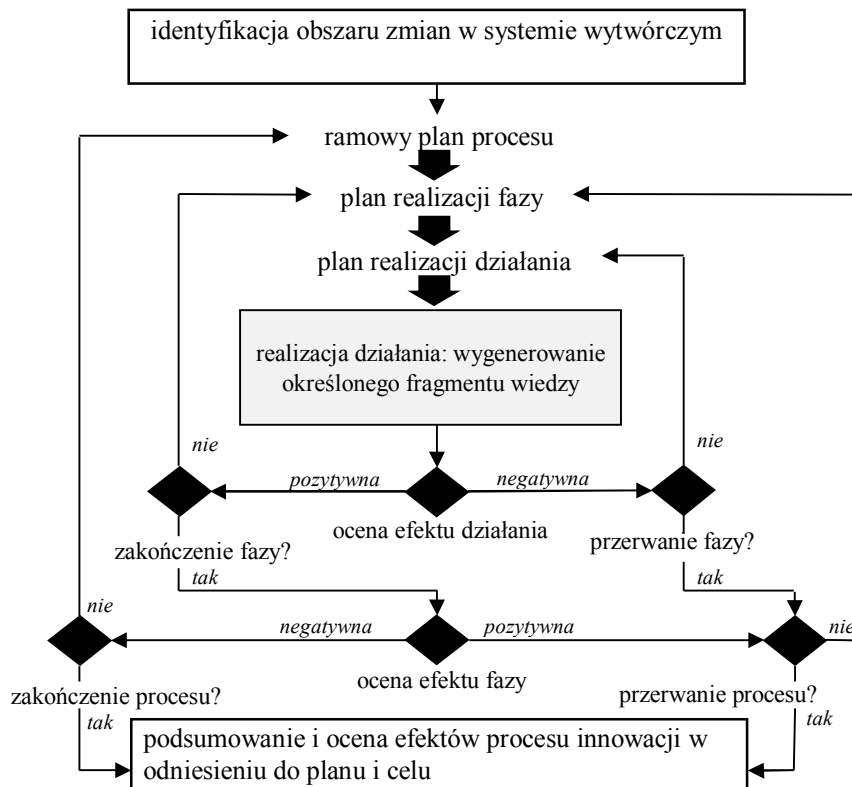 identyfikacja obszaru zmian w systemie wytwórczym
ramowy plan procesu
plan realizacji fazy
plan realizacji działania
realizacja działania: wygenerowanie
określonego fragmentu wiedzy
nie
nie
pozytywna
negatywna
ocena efektu działania
zakończenie fazy?
przerwanie fazy?
tak
tak
nie
negatywna
pozytywna
nie
ocena efektu fazy
zakończenie procesu?
przerwanie procesu?
tak
tak
podsumowanie i ocena efektów procesu innowacji w
odniesieniu do planu i celu